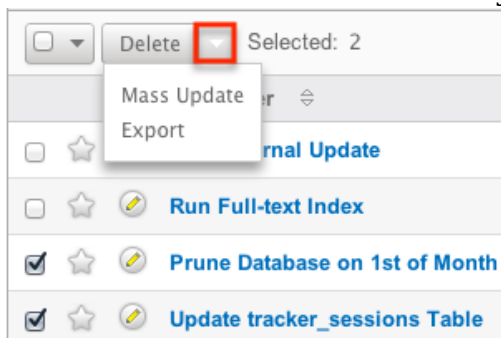 Delete Selected: 2
Mass Update
er
Export
rnal Update
Run Full-text Index
Prune Database on 1st of Month
Update tracker_sessions Table